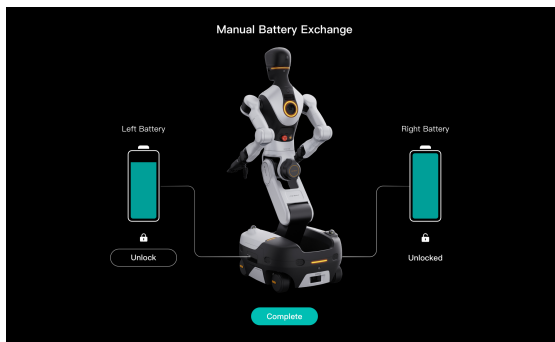 Manual Battery Exchange
Left Battery
Right Battery
Unlock
Unlocked
Complete